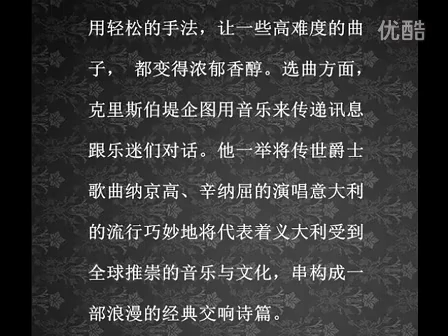 优酷
用轻松的手法，让一些高难度的曲
子， 都变得浓郁香醇。选曲方面，
克里斯伯堤企图用音乐来传递讯息
跟乐迷们对话。他一举将传世爵士
歌曲纳京高、辛纳屈的演唱意大利
的流行巧妙地将代表着义大利受到
全球推崇的音乐与文化，串构成一
部浪漫的经典交响诗篇。